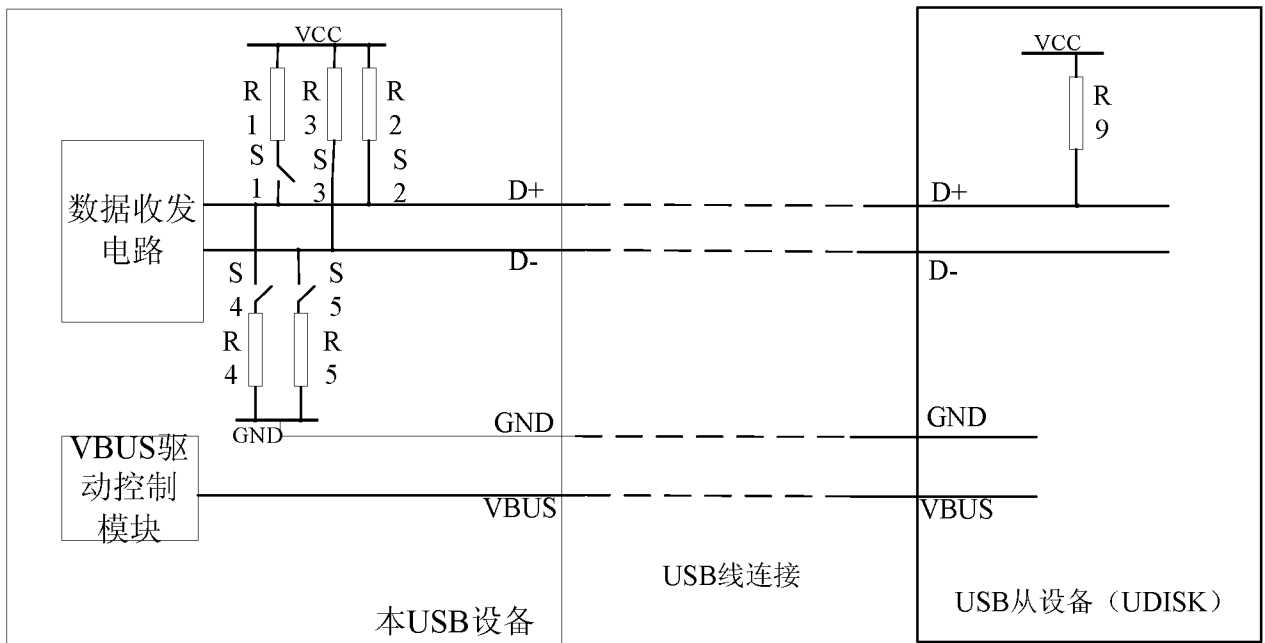 VCC
R
1
R
3
R
2
S
1
S
3
S
2
数据收发
电路
D+
D-
S
4
S
5
R
4
R
5
GND
GND
VBUS驱
动控制
模块
VBUS
本USB设备
USB线连接
VCC
R
9
D+
D-
GND
VBUS
USB从设备（UDISK）